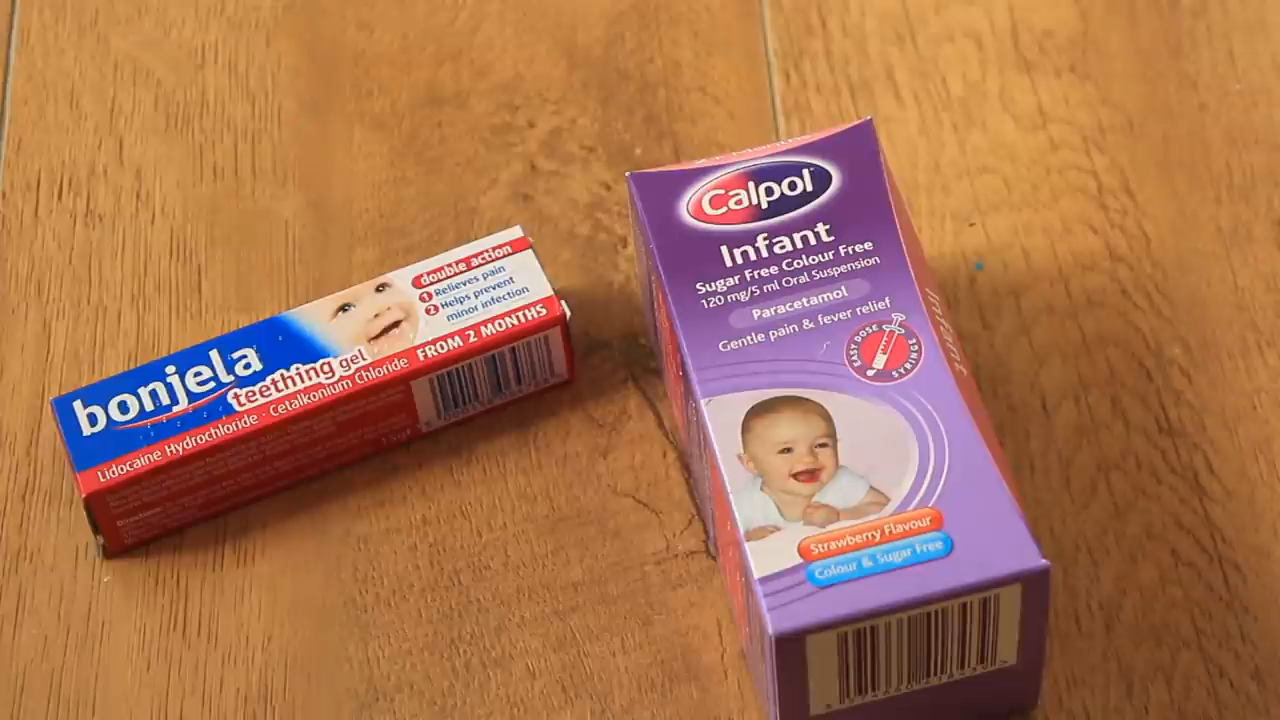 bonjela
teething gel
double action
1 Relieves pain
2 Helps prevent
minor infection
Lidocaine Hydrochloride · Cetalkonium Chloride FROM 2 MONTHS
Calpol
Infant
Sugar Free Colour Free
120 mg/5 ml Oral Suspension
Paracetamol
Gentle pain & fever relief
EASY DOSE
SYRINGE
Infant
Strawberry Flavour
Colour & Sugar Free